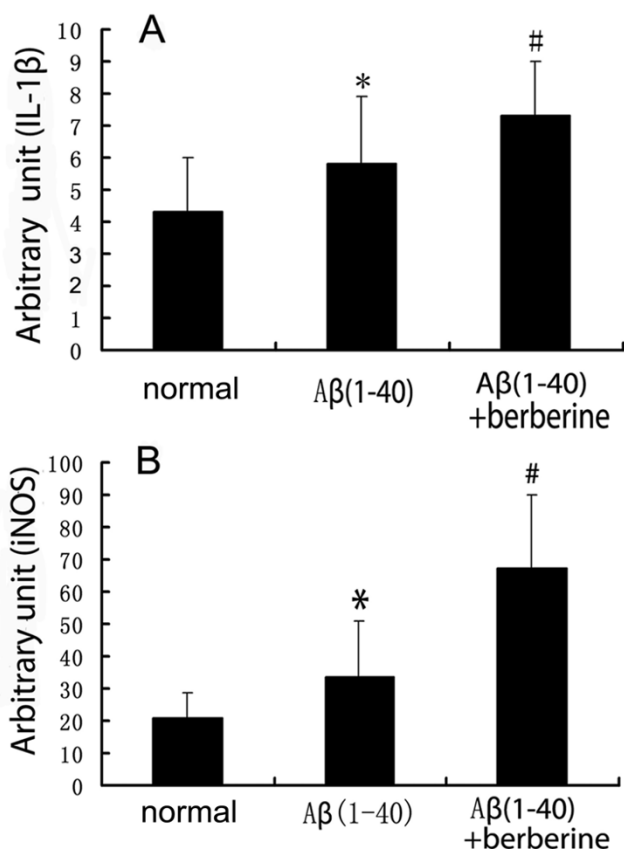 A
Arbitrary unit (IL-1β)
10
9
8
7
6
5
4
3
2
1
0
*
#
normal
Aβ(1-40)
Aβ(1-40)
+berberine
B
Arbitrary unit (iNOS)
100
90
80
70
60
50
40
30
20
10
0
*
#
normal
Aβ(1-40)
Aβ(1-40)
+berberine